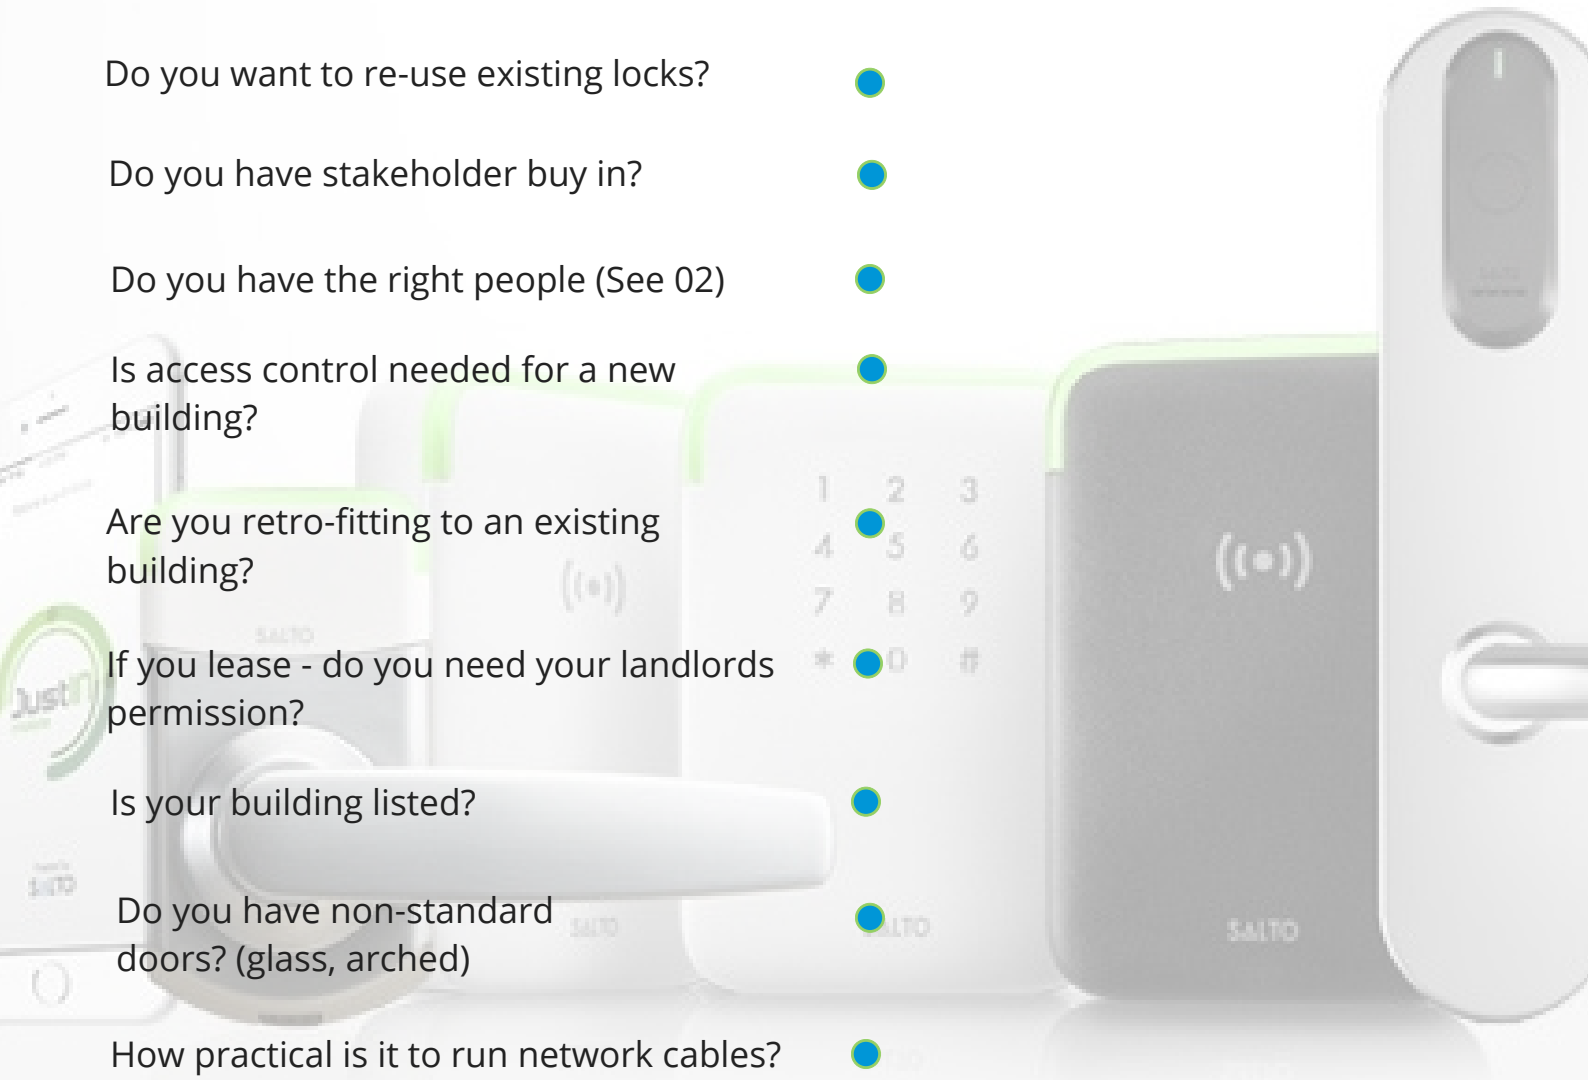 Do you want to re-use existing locks?
Do you have stakeholder buy in?
Do you have the right people (See 02)
Is access control needed for a new
building?
1 2 3
Are you retro-fitting to an existing
building?
4 5 6
7 8 9
SALTO
If you lease - do you need your landlords
permission?
* 0 #
JustIN
Is your building listed?
SALTO
Do you have non-standard
doors? (glass, arched)
SALTO
SALTO
SALTO
How practical is it to run network cables?